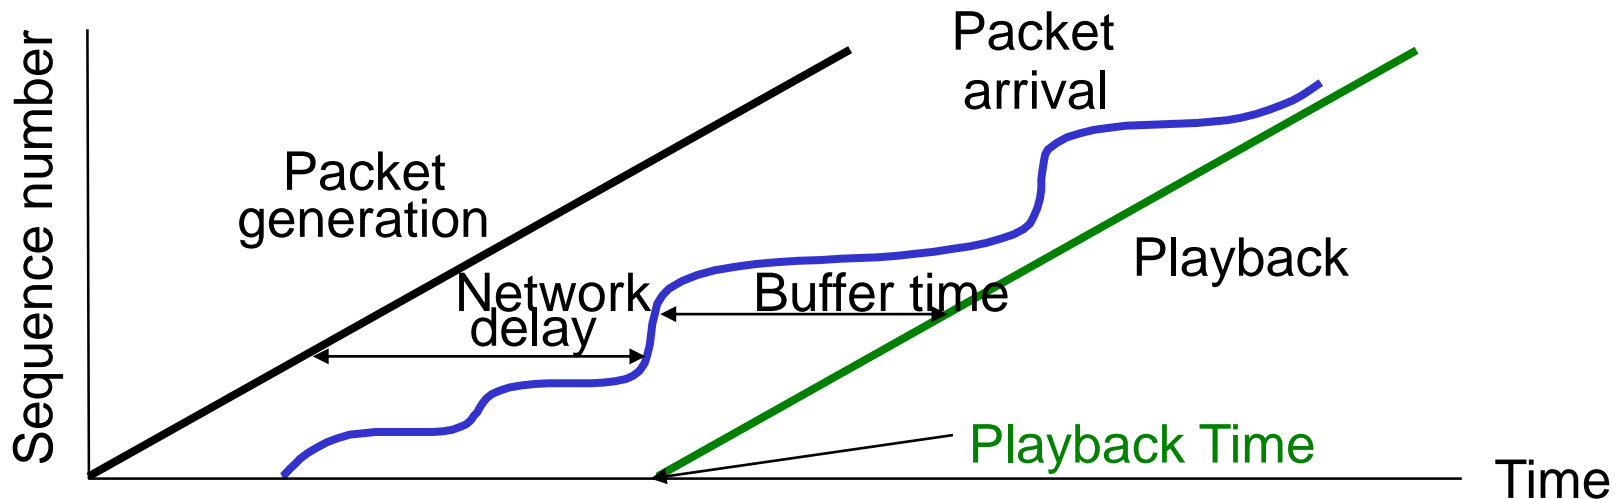 Sequence number
Packet
arrival
Packet
generation
Playback
Network
delay
Buffer time
Playback Time
Time